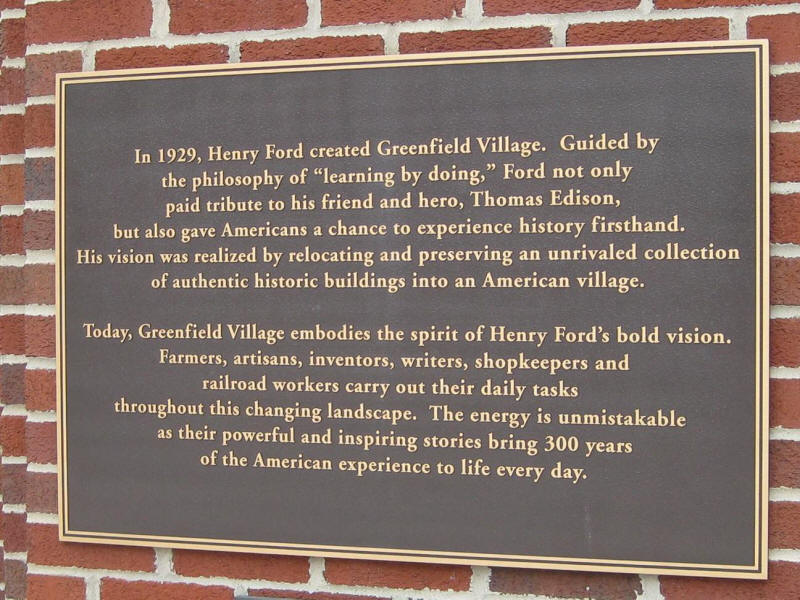 In 1929, Henry Ford created Greenfield Village. Guided by
the philosophy of “learning by doing,” Ford not only
paid tribute to his friend and hero, Thomas Edison,
but also gave Americans a chance to experience history firsthand.
His vision was realized by relocating and preserving an unrivaled collection
of authentic historic buildings into an American village.
Today, Greenfield Village embodies the spirit of Henry Ford’s bold vision.
Farmers, artisans, inventors, writers, shopkeepers and
railroad workers carry out their daily tasks
throughout this changing landscape. The energy is unmistakable
as their powerful and inspiring stories bring 300 years
of the American experience to life every day.